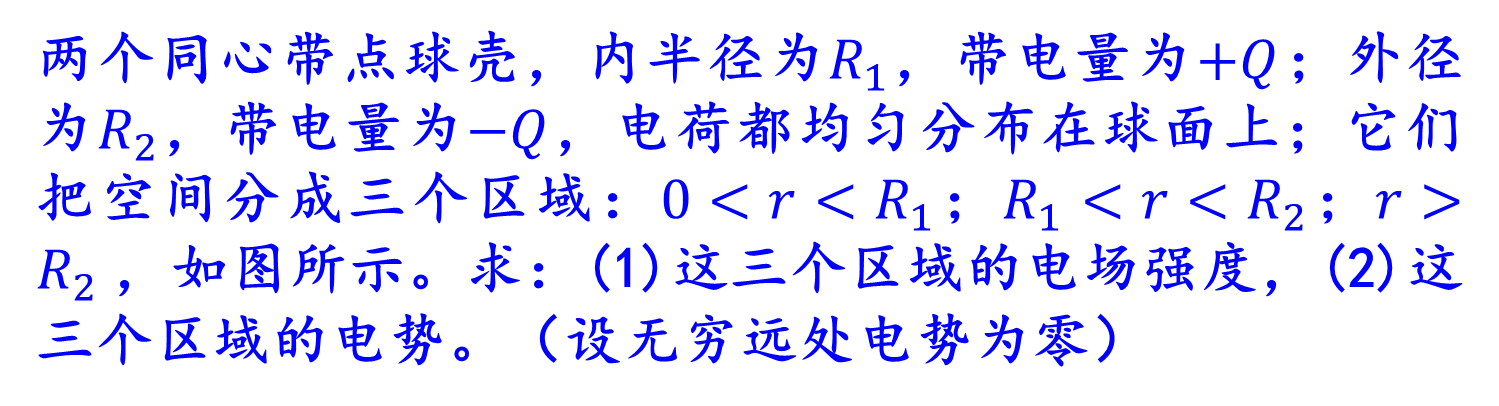 两个同心带点球壳，内半径为R₁，带电量为+Q；外径
为R₂，带电量为−Q，电荷都均匀分布在球面上；它们
把空间分成三个区域：0 < r < R₁；R₁ < r < R₂；r >
R₂，如图所示。求：(1)这三个区域的电场强度，(2)这
三个区域的电势。（设无穷远处电势为零）